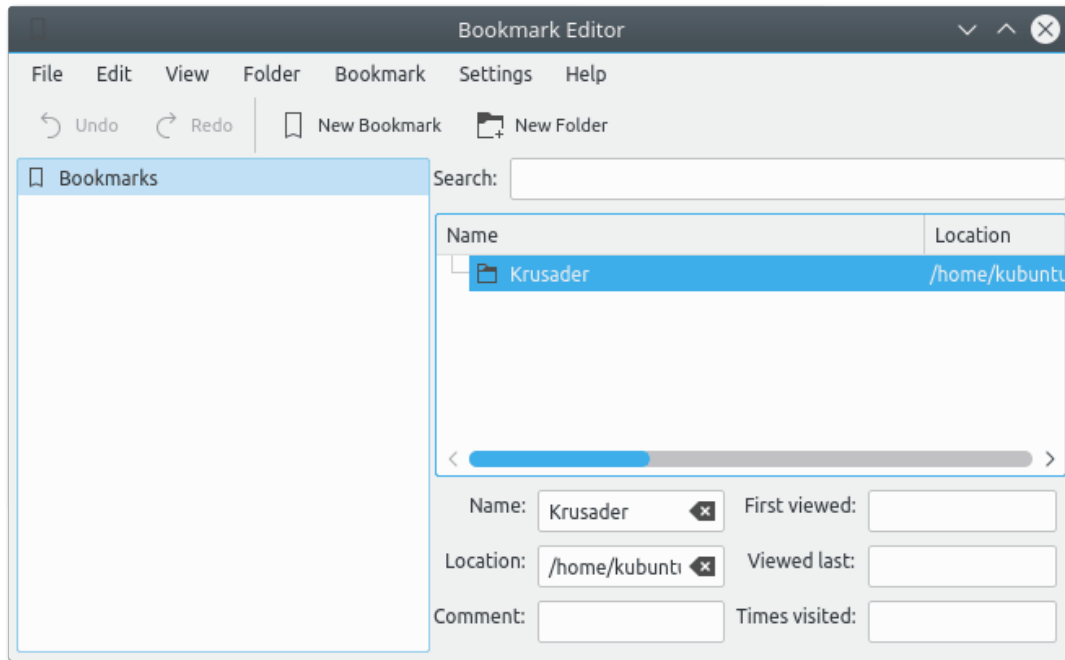 Bookmark Editor
File Edit View Folder Bookmark Settings Help
Undo Redo New Bookmark New Folder
Bookmarks
Search:
Name Location
Krusader /home/kubuntu
Name: Krusader First viewed:
Location: /home/kubuntu Viewed last:
Comment: Times visited: